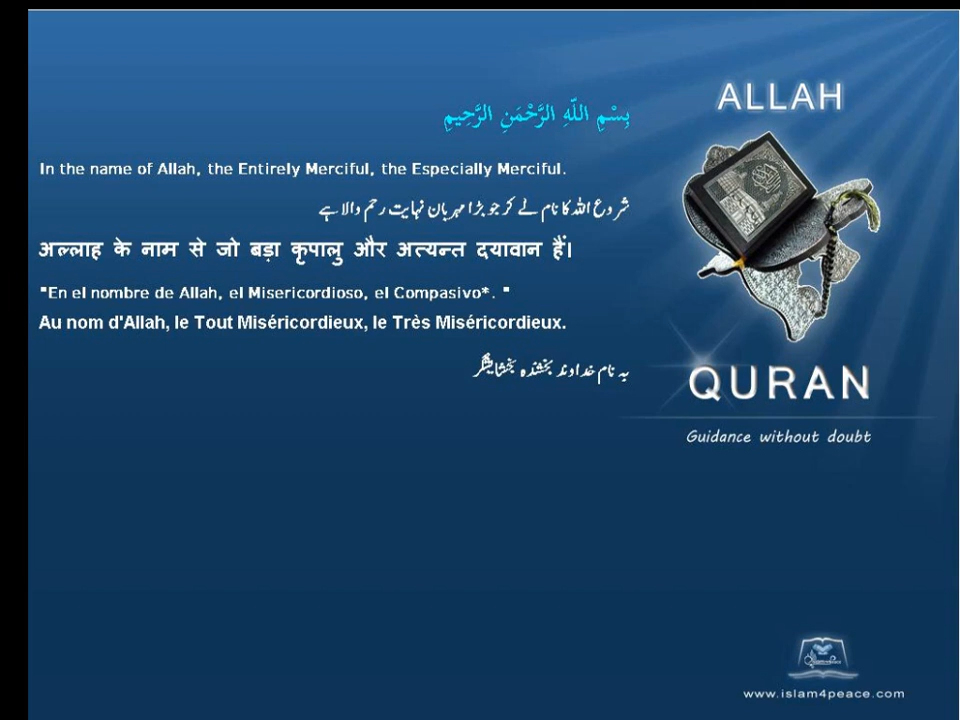 بِسْمِ اللّهِ الرَّحْمَنِ الرَّحِيمِ
In the name of Allah, the Entirely Merciful, the Especially Merciful.
شروع الله کا نام لے کر جو بڑا مہربان نہایت رحم والا ہے
अल्लाह के नाम से जो बड़ा कृपालु और अत्यन्त दयावान हैं।
"En el nombre de Allah, el Misericordioso, el Compasivo*. "
Au nom d'Allah, le Tout Miséricordieux, le Très Miséricordieux.
به نام خداوند بخشنده بخشایشگر
ALLAH
QURAN
Guidance without doubt
www.islam4peace.com